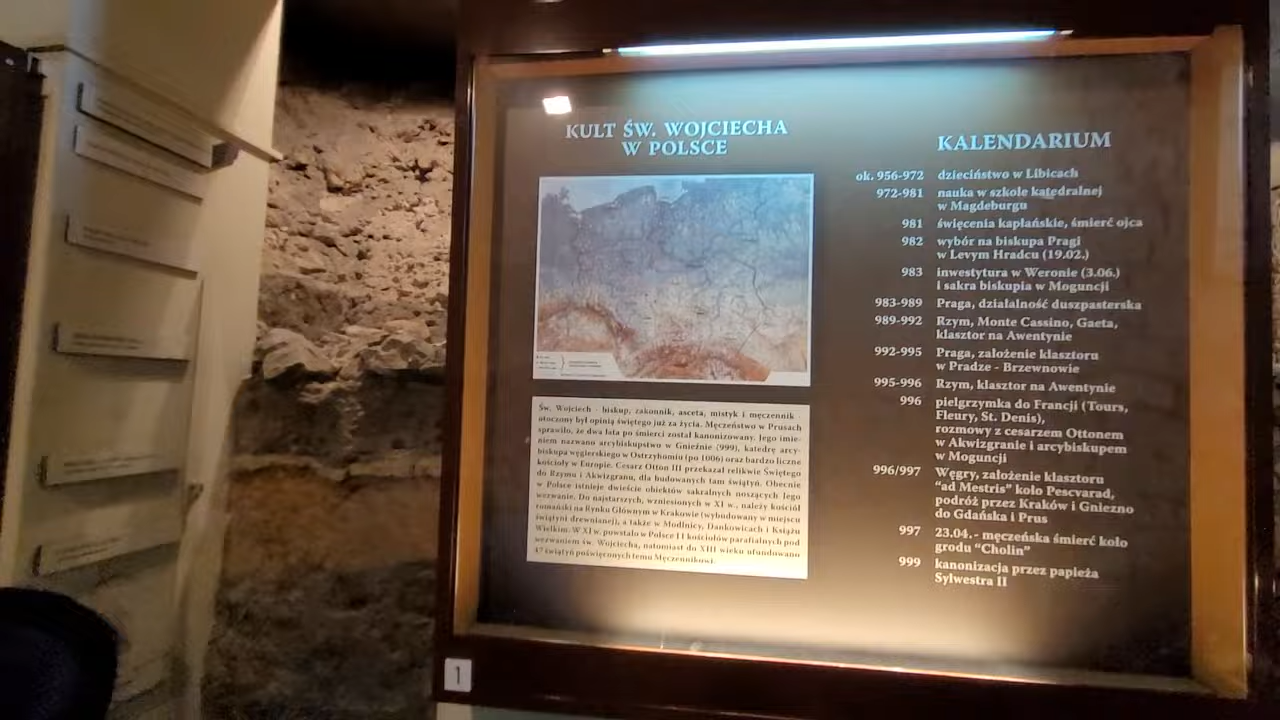 KULT ŚW. WOJCIECHA
W POLSCE
Św. Wojciech - biskup, zakonnik, asceta, mistyk i męczennik -
otoczony był opinią świętego już za życia. Męczeństwo w Prusach
sprawiło, że dwa lata po śmierci został kanonizowany. Jego imie-
niem nazwano arcybiskupstwo w Gnieźnie (999), katedrę arcy-
biskupa węgierskiego w Ostrzyhomiu (po 1006) oraz bardzo liczne
kościoły w Europie. Cesarz Otton III przekazał relikwie Świętego
do Rzymu i Akwizgranu, dla budowanych tam świątyń. Obecnie
w Polsce istnieje dwieście obiektów sakralnych noszących Jego
wezwanie. Do najstarszych, wzniesionych w XI w., należy kościół
romański na Rynku Głównym w Krakowie (wybudowany w miejscu
świątyni drewnianej), a także w Modlnicy, Dankowicach i Książu
Wielkim. W XI w. powstało w Polsce 11 kościołów parafialnych pod
wezwaniem św. Wojciecha, natomiast do XIII wieku ufundowano
47 świątyń poświęconych temu Męczennikowi.
KALENDARIUM
ok. 956-972 dzieciństwo w Libicach
972-981 nauka w szkole katedralnej
w Magdeburgu
981 święcenia kapłańskie, śmierć ojca
982 wybór na biskupa Pragi
w Levym Hradcu (19.02.)
983 inwestytura w Weronie (3.06.)
i sakra biskupia w Moguncji
983-989 Praga, działalność duszpasterska
989-992 Rzym, Monte Cassino, Gaeta,
klasztor na Awentynie
992-995 Praga, założenie klasztoru
w Pradze - Brzewnowie
995-996 Rzym, klasztor na Awentynie
996 pielgrzymka do Francji (Tours,
Fleury, St. Denis),
rozmowy z cesarzem Ottonem
w Akwizgranie i arcybiskupem
w Moguncji
996/997 Węgry, założenie klasztoru
"ad Mestris" koło Pescvarad,
podróż przez Kraków i Gniezno
do Gdańska i Prus
997 23.04. - męczeńska śmierć koło
grodu "Cholin"
999 kanonizacja przez papieża
Sylwestra II
1